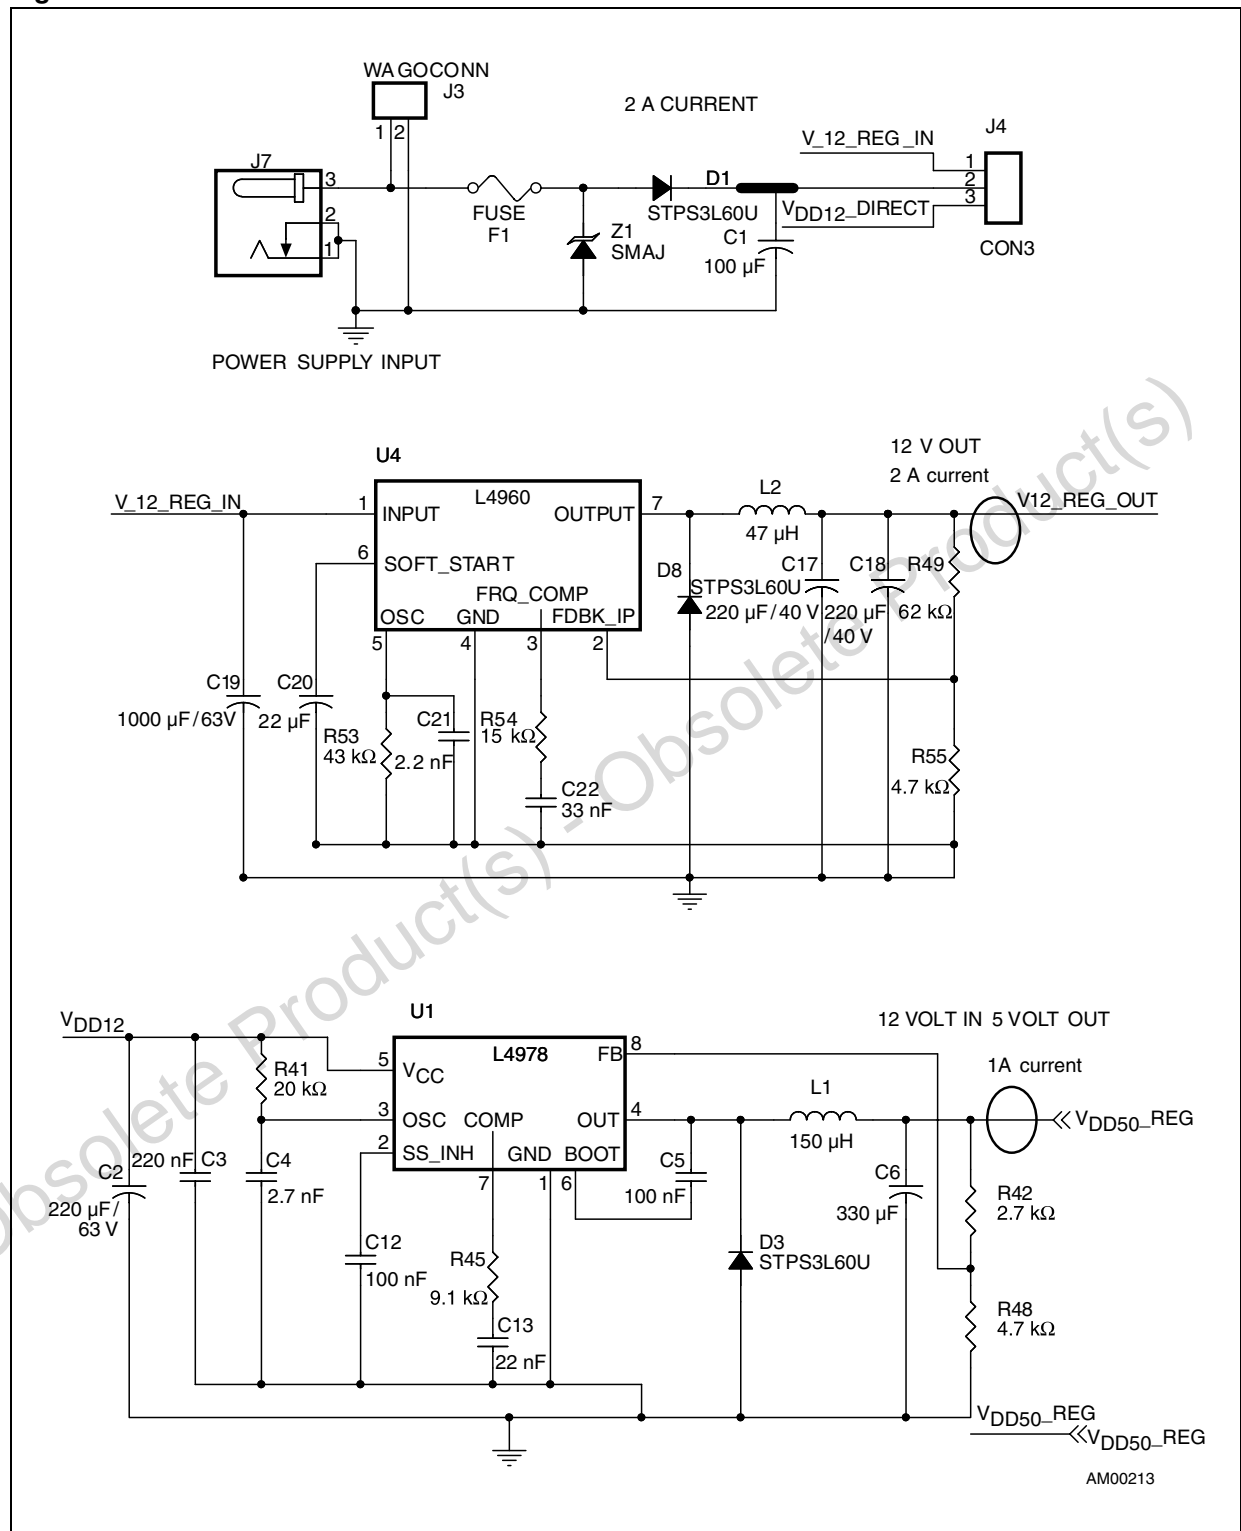 WAGOCONN
J3
1 2
2 A CURRENT
V_12_REG_IN
J4
1
2
3
J7
3
2
1
FUSE
F1
D1
STPS3L60U
VDD12_DIRECT
Z1
SMAJ
C1
100 µF
CON3
POWER SUPPLY INPUT
U4
12 V OUT
2 A current
V_12_REG_IN
1
INPUT
L4960
OUTPUT
7
L2
47 µH
V12_REG_OUT
6
SOFT_START
FRQ_COMP
OSC
GND
FDBK_IP
5
4
3
2
D8
STPS3L60U
C17
220 µF/40 V
C18
220 µF
/40 V
R49
62 kΩ
C19
1000 µF/63V
C20
22 µF
R53
43 kΩ
C21
2.2 nF
R54
15 kΩ
C22
33 nF
R55
4.7 kΩ
U1
12 VOLT IN 5 VOLT OUT
VDD12
L4978
FB
8
1A current
5
VCC
R41
20 kΩ
3
OSC
COMP
OUT
4
L1
150 µH
VDD50_REG
2
SS_INH
GND
BOOT
7
1
6
C2
220 µF/
63 V
220 nF
C3
C4
2.7 nF
C5
100 nF
C6
330 µF
R42
2.7 kΩ
C12
100 nF
R45
9.1 kΩ
D3
STPS3L60U
C13
22 nF
R48
4.7 kΩ
VDD50_REG
VDD50_REG
AM00213
Obsolete Product(s) - Obsolete Product(s)